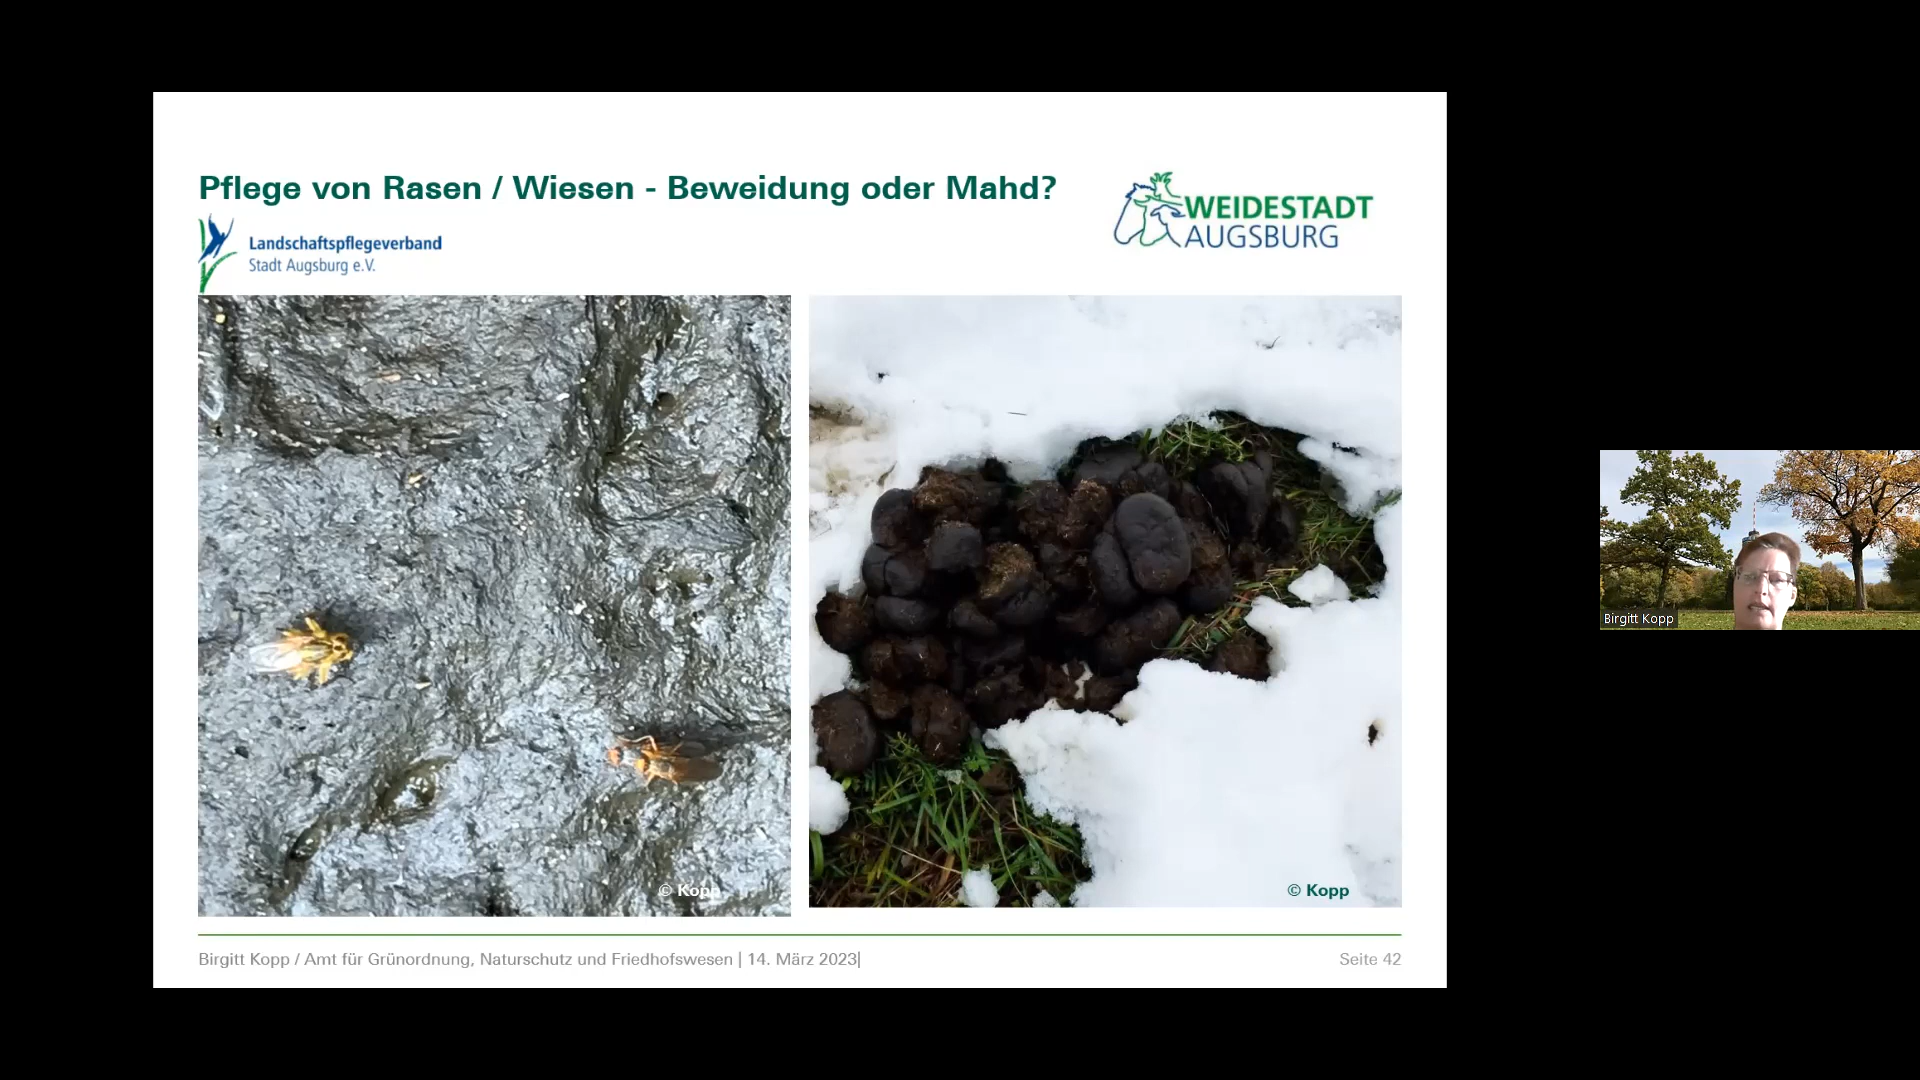 Pflege von Rasen / Wiesen - Beweidung oder Mahd?
WEIDESTADT
AUGSBURG
Landschaftspflegeverband
Stadt Augsburg e.V.
© Kopp
© Kopp
Birgitt Kopp / Amt für Grünordnung, Naturschutz und Friedhofswesen | 14. März 2023|
Seite 42
Birgitt Kopp